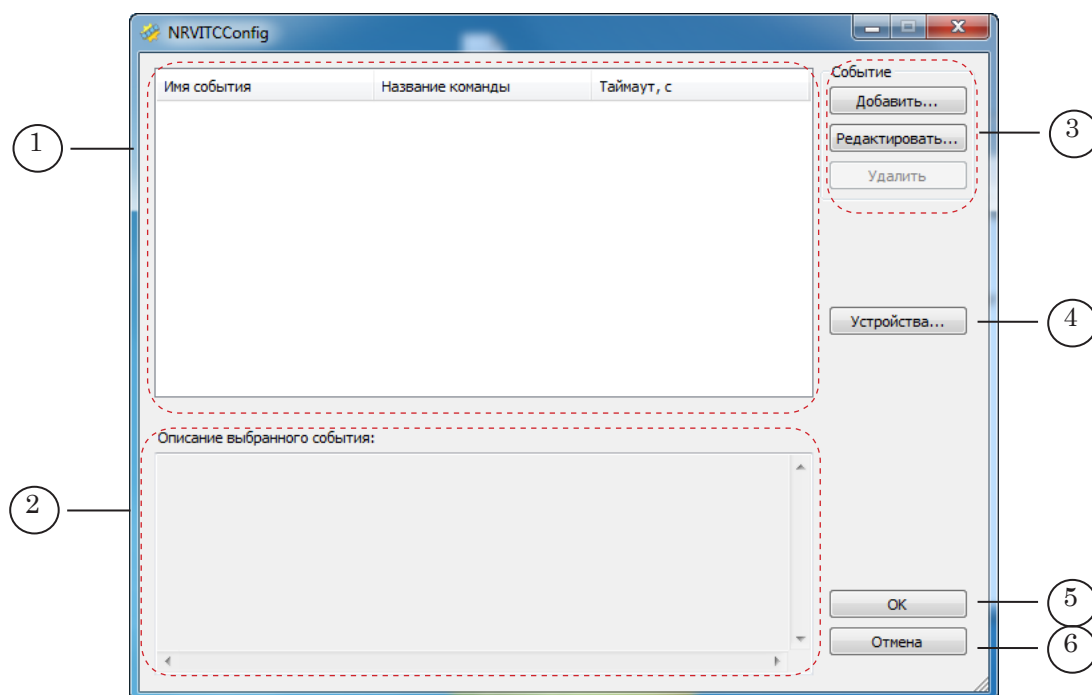 NRVITCConfig
Имя события Название команды Таймаут, с
Событие
Добавить...
Редактировать...
Удалить
1
3
Устройства...
4
Описание выбранного события:
2
OK
5
Отмена
6